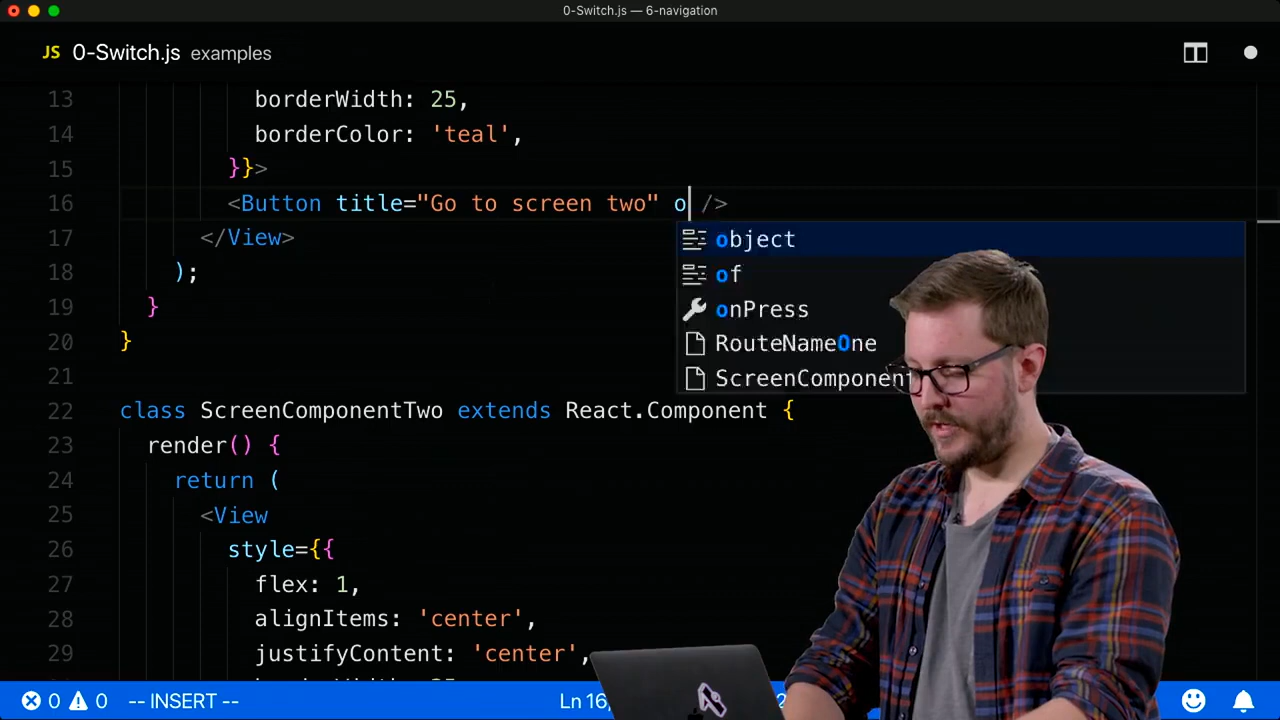 0-Switch.js — 6-navigation
JS 0-Switch.js examples
13 borderWidth: 25,
14 borderColor: 'teal',
15 }}>
16 <Button title="Go to screen two" o />
object
17 </View>
of
18 );
onPress
19 }
RouteNameOne
20 }
ScreenComponent
21
22 class ScreenComponentTwo extends React.Component {
23 render() {
24 return (
25 <View
26 style={{
27 flex: 1,
28 alignItems: 'center',
29 justifyContent: 'center',
0 0 -- INSERT -- Ln 16,